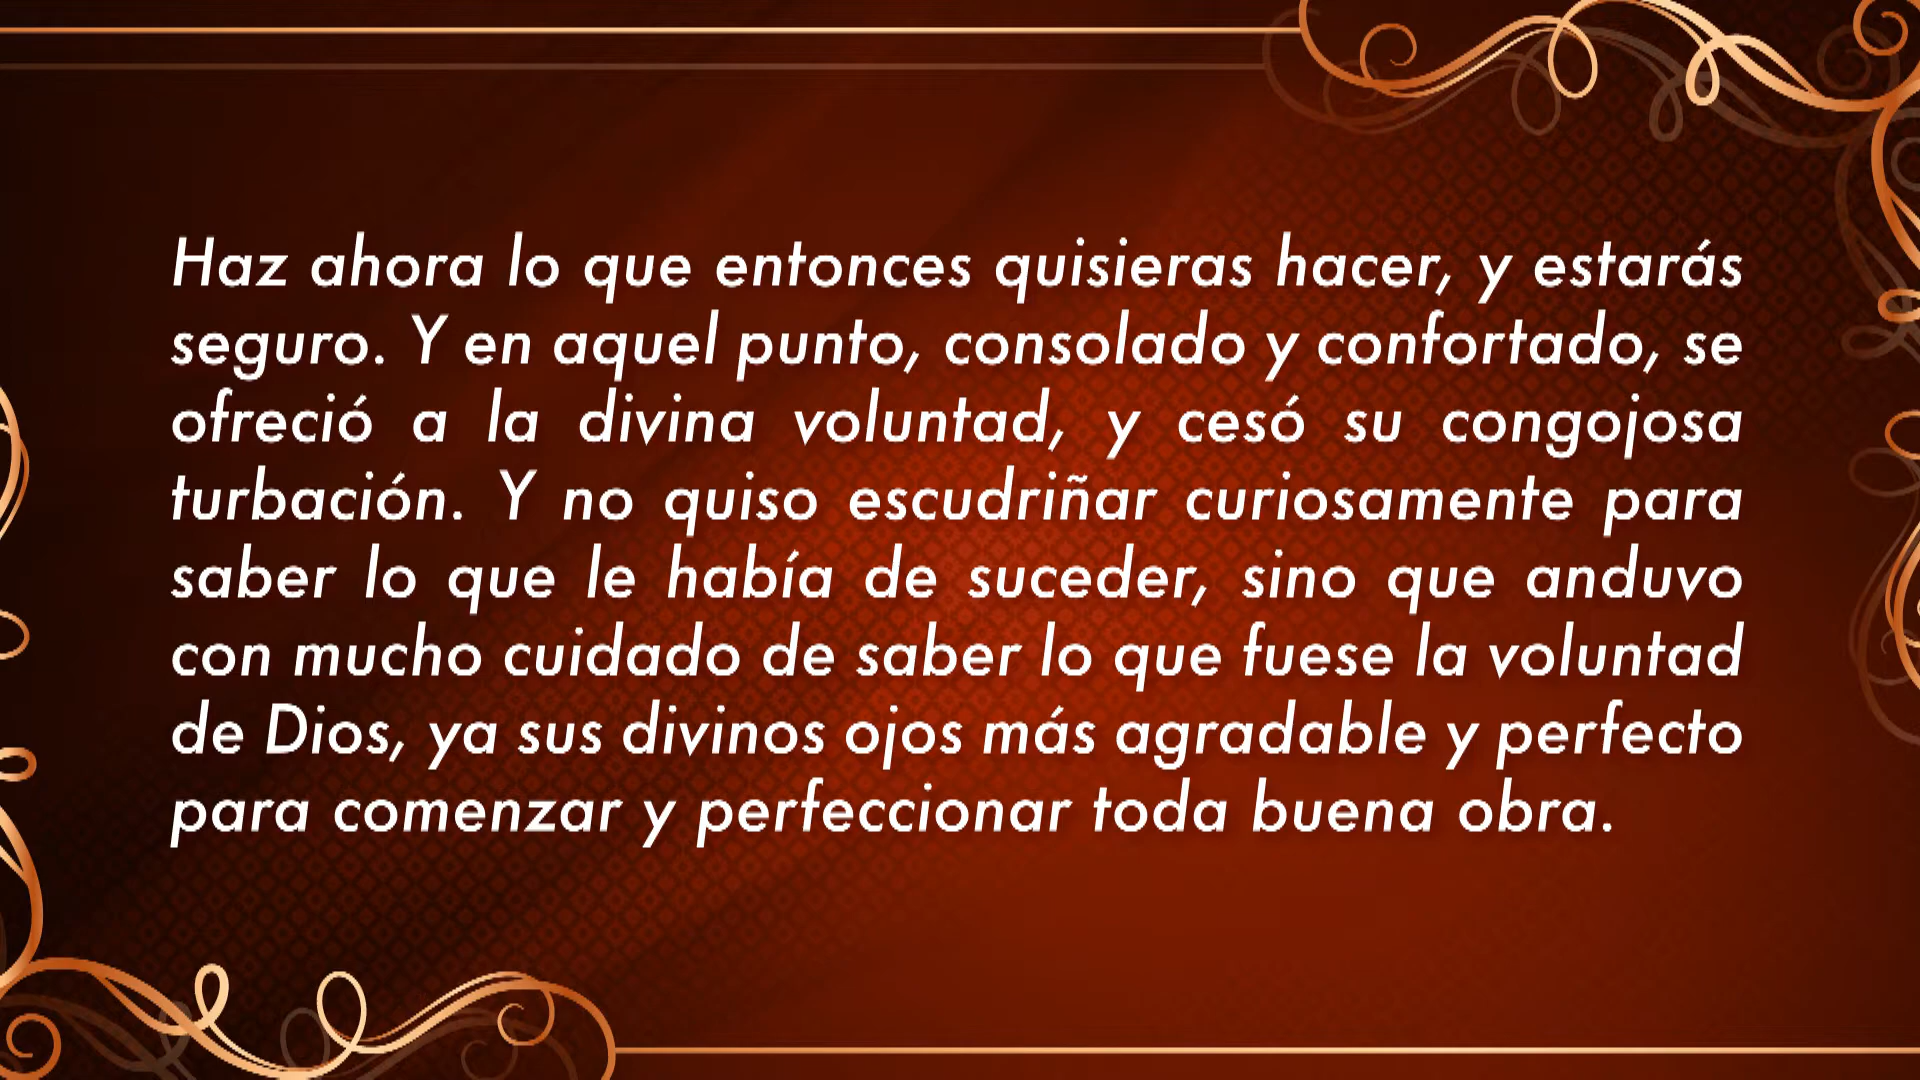 Haz ahora lo que entonces quisieras hacer, y estarás
seguro. Y en aquel punto, consolado y confortado, se
ofreció a la divina voluntad, y cesó su congojosa
turbación. Y no quiso escudriñar curiosamente para
saber lo que le había de suceder, sino que anduvo
con mucho cuidado de saber lo que fuese la voluntad
de Dios, ya sus divinos ojos más agradable y perfecto
para comenzar y perfeccionar toda buena obra.